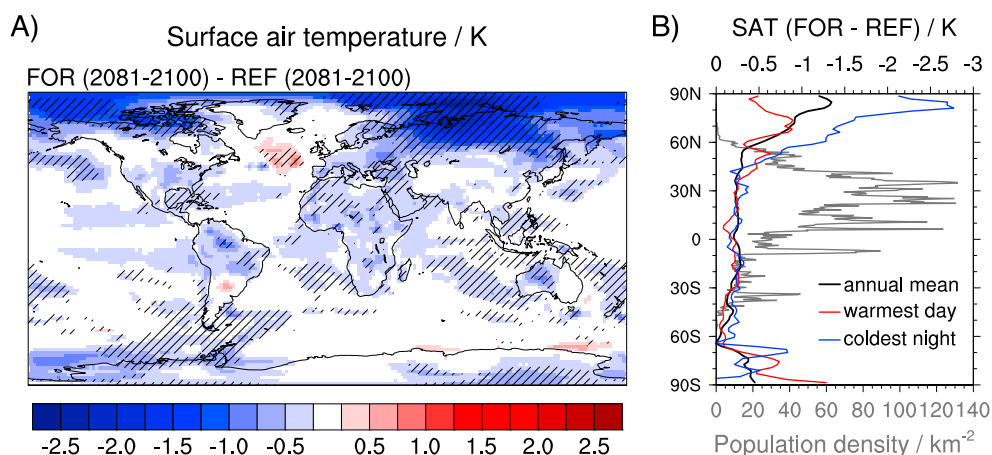 A)
Surface air temperature / K
FOR (2081-2100) - REF (2081-2100)
-2.5 -2.0 -1.5 -1.0 -0.5 0.5 1.0 1.5 2.0 2.5
B)
SAT (FOR - REF) / K
0 -0.5 -1 -1.5 -2 -2.5 -3
90N
60N
30N
0
30S
60S
90S
annual mean
warmest day
coldest night
0 20 40 60 80 100 120 140
Population density / km-2